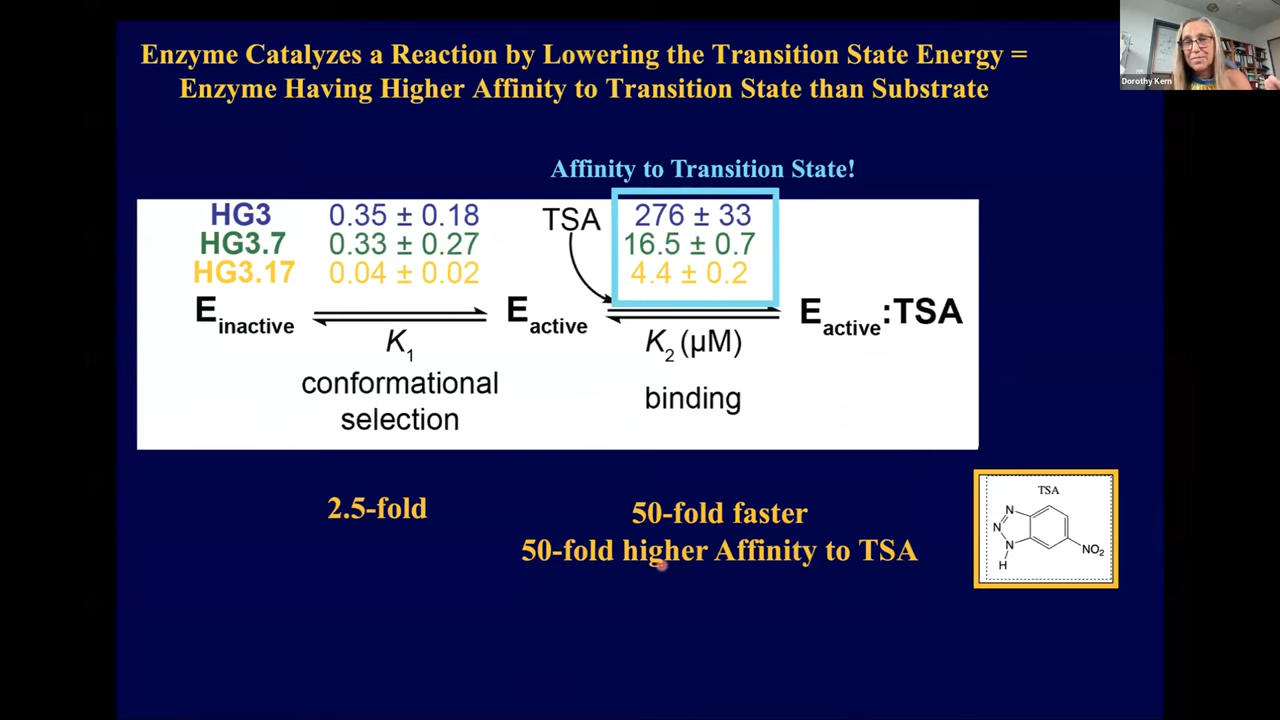 Enzyme Catalyzes a Reaction by Lowering the Transition State Energy =
Enzyme Having Higher Affinity to Transition State than Substrate
Dorothy Kern
Affinity to Transition State!
HG3 0.35 ± 0.18 TSA 276 ± 33
HG3.7 0.33 ± 0.27 16.5 ± 0.7
HG3.17 0.04 ± 0.02 4.4 ± 0.2
Einactive Eactive Eactive:TSA
K1 K2 (µM)
conformational
selection
binding
2.5-fold
50-fold faster
50-fold higher Affinity to TSA
TSA
N
N
N
H
NO2